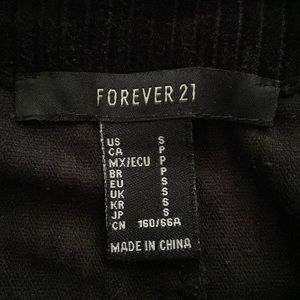 FOREVER 21
US S
CA P
MX/ECU P
BR P
EU S
UK S
KR S
JP S
CN 160/66A
MADE IN CHINA